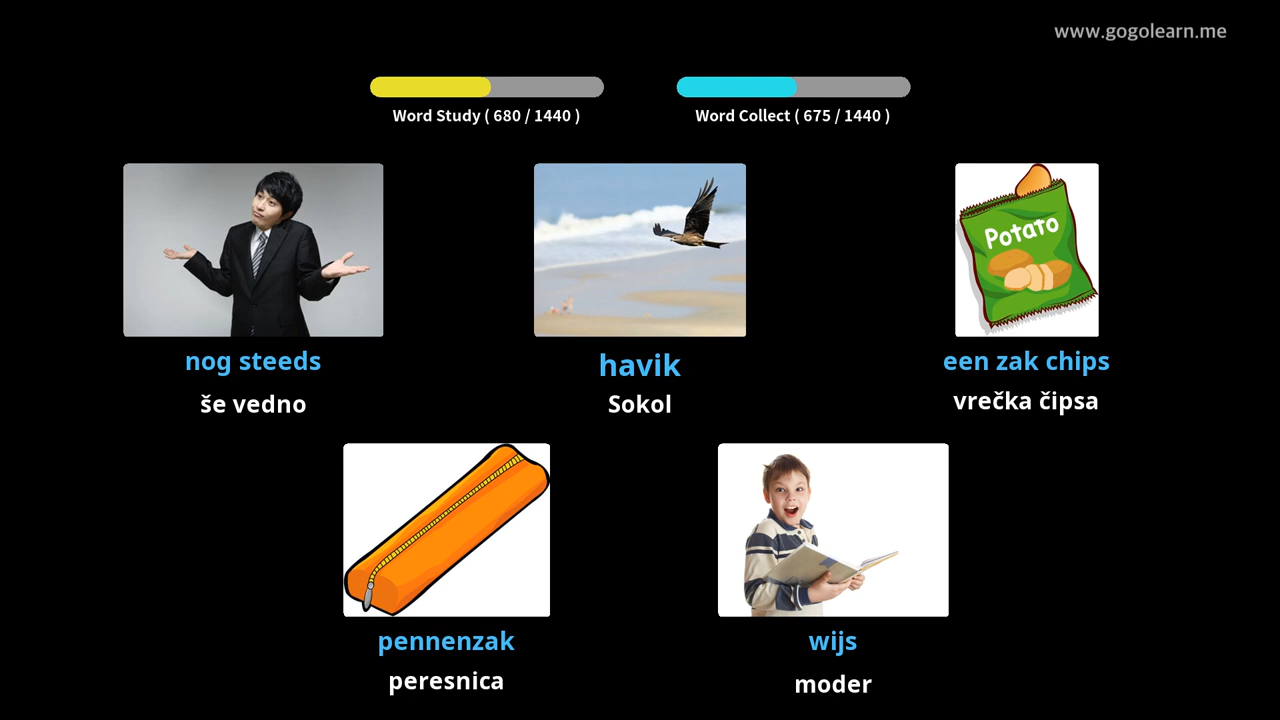 www.gogolearn.me
Word Study ( 680 / 1440 )
Word Collect ( 675 / 1440 )
Potato
nog steeds
havik
een zak chips
še vedno
Sokol
vrečka čipsa
pennenzak
wijs
peresnica
moder